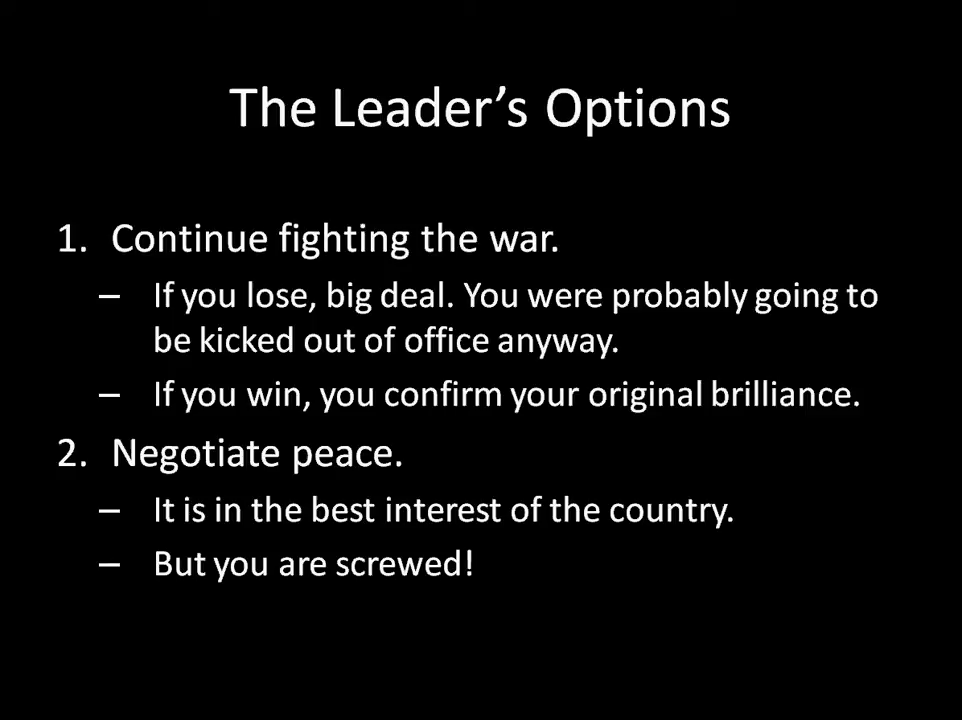 The Leader’s Options
1. Continue fighting the war.
– If you lose, big deal. You were probably going to
be kicked out of office anyway.
– If you win, you confirm your original brilliance.
2. Negotiate peace.
– It is in the best interest of the country.
– But you are screwed!